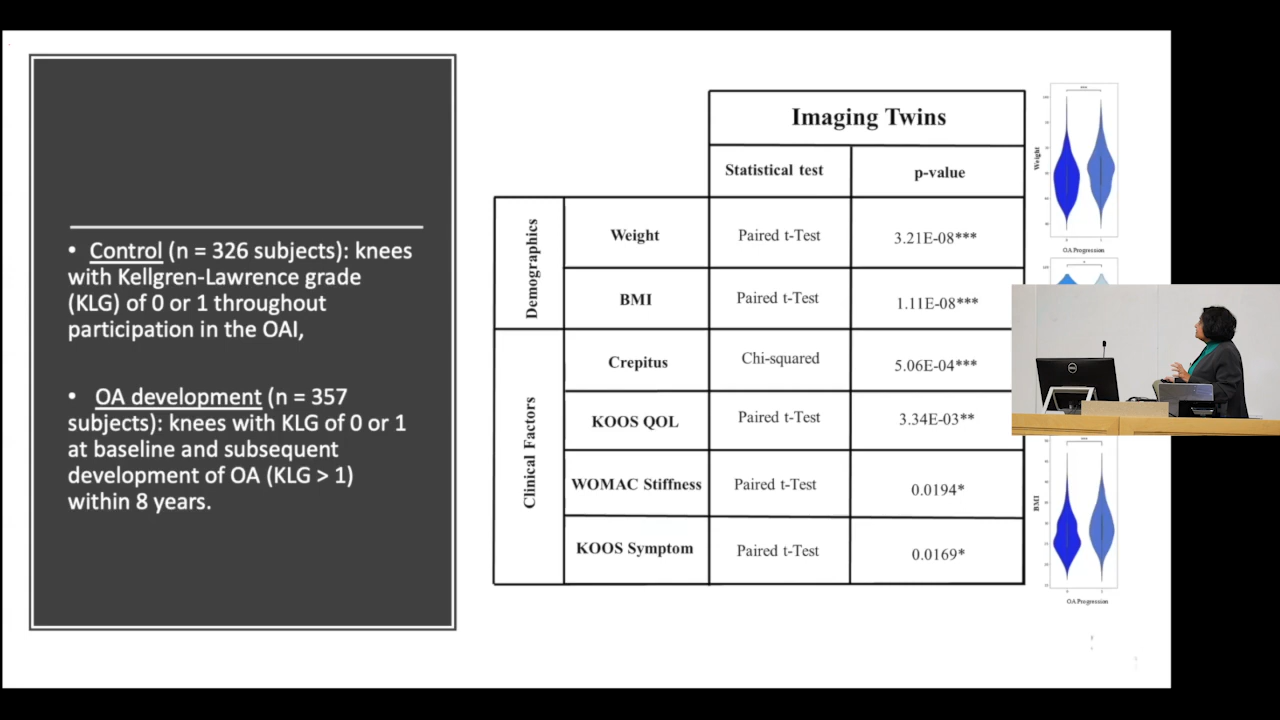 • Control (n = 326 subjects): knees
with Kellgren-Lawrence grade
(KLG) of 0 or 1 throughout
participation in the OAI,
• OA development (n = 357
subjects): knees with KLG of 0 or 1
at baseline and subsequent
development of OA (KLG > 1)
within 8 years.
Imaging Twins
Statistical test p-value
Demographics
Weight Paired t-Test 3.21E-08***
BMI Paired t-Test 1.11E-08***
Clinical Factors
Crepitus Chi-squared 5.06E-04***
KOOS QOL Paired t-Test 3.34E-03**
WOMAC Stiffness Paired t-Test 0.0194*
KOOS Symptom Paired t-Test 0.0169*
Weight
OA Progression
BMI
OA Progression